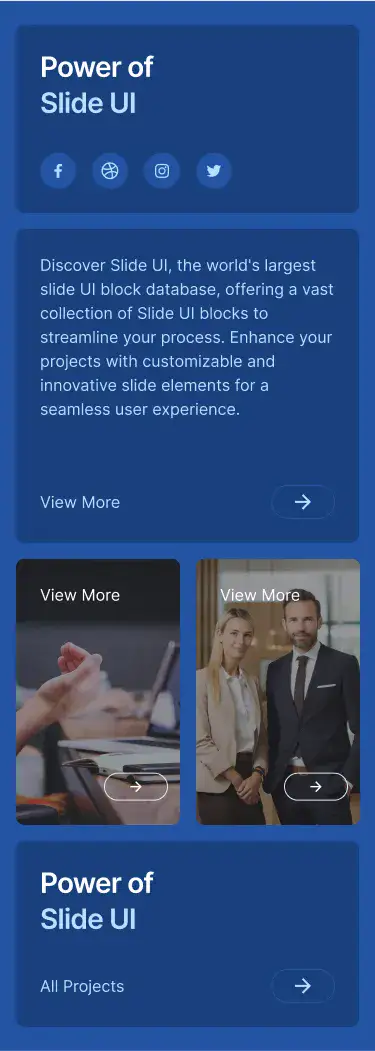 Power of
Slide UI
Discover Slide UI, the world's largest
slide UI block database, offering a vast
collection of Slide UI blocks to
streamline your process. Enhance your
projects with customizable and
innovative slide elements for a
seamless user experience.
View More
View More
View More
Power of
Slide UI
All Projects